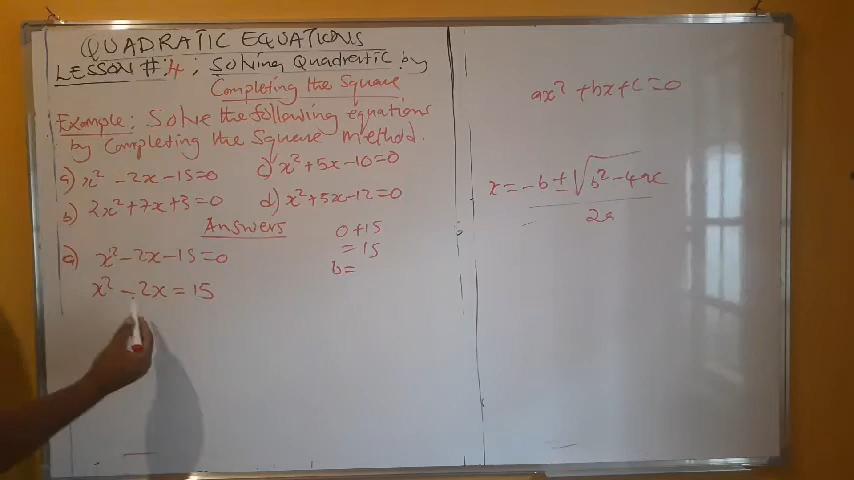 QUADRATIC EQUATIONS
LESSON #:4 ; Solving Quadratic by
Completing the Square
Example: Solve the following equations
by Completing the Square method.
a) x² - 2x - 15 = 0
c) x² + 5x - 10 = 0
b) 2x² + 7x + 3 = 0
d) x² + 5x - 12 = 0
Answers
a) x² - 2x - 15 = 0
x² - 2x = 15
0 + 15
= 15
b =
ax² + bx + c = 0
x = -b ± √b² - 4ac
2a